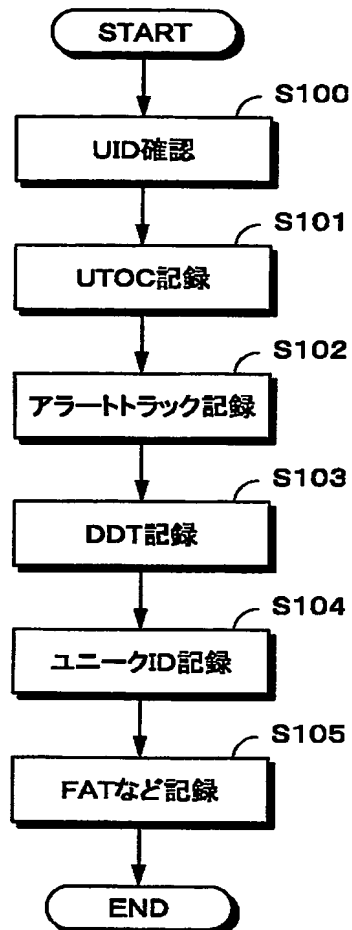 START
S100
UID確認
S101
UTOC記録
S102
アラートトラック記録
S103
DDT記録
S104
ユニークID記録
S105
FATなど記録
END